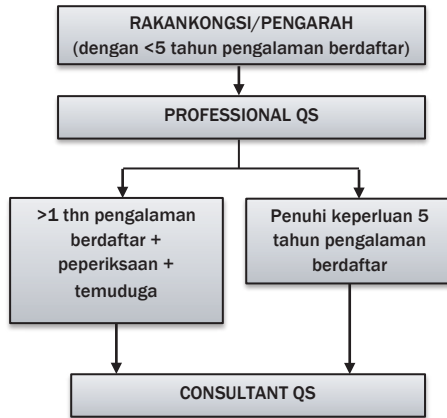 RAKANKONGSI/PENGARAH
(dengan <5 tahun pengalaman berdaftar)
PROFESSIONAL QS
>1 thn pengalaman
berdaftar +
peperiksaan +
temuduga
Penuhi keperluan 5
tahun pengalaman
berdaftar
CONSULTANT QS